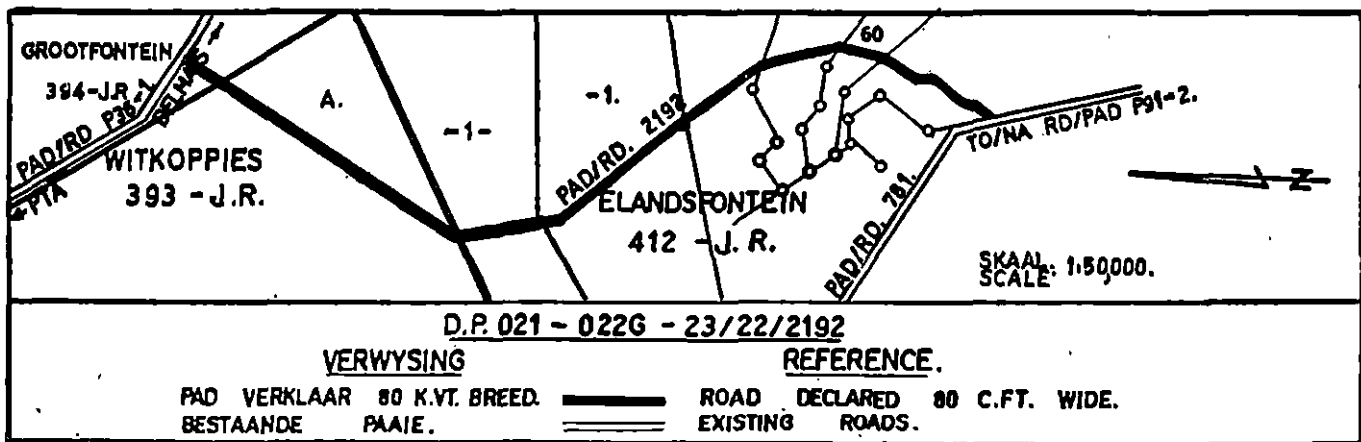 GROOTFONTEIN
394-J.R.
PAD/RD P36-1
DELMAS
PTA
WITKOPPIES
393 - J.R.
A.
-1-
-1.
PAD/RD. 2192
60
ELANDSFONTEIN
412 - J.R.
TO/NA RD/PAD P91-2.
PAD/RD. 781.
Z
SKAAL:
SCALE: 1:50,000.
D.P. 021 - 022G - 23/22/2192
VERWYSING
REFERENCE.
PAD VERKLAAR 80 K.VT. BREED.
ROAD DECLARED 80 C.FT. WIDE.
BESTAANDE PAAIE.
EXISTING ROADS.